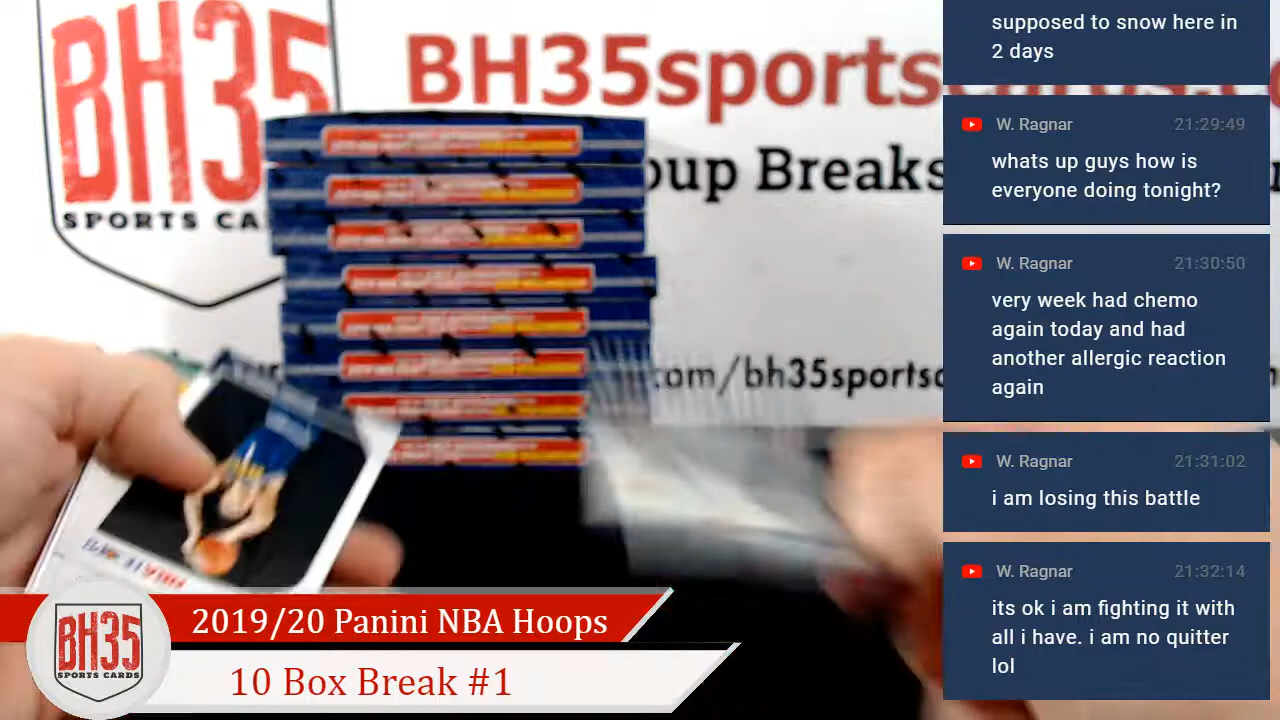 BH35
SPORTS CA
BH35sports
oup Breaks
.com/bh35sports
supposed to snow here in
2 days
W. Ragnar 21:29:49
whats up guys how is
everyone doing tonight?
W. Ragnar 21:30:50
very week had chemo
again today and had
another allergic reaction
again
W. Ragnar 21:31:02
i am losing this battle
W. Ragnar 21:32:14
its ok i am fighting it with
all i have. i am no quitter
lol
BH35
SPORTS CARDS
2019/20 Panini NBA Hoops
10 Box Break #1